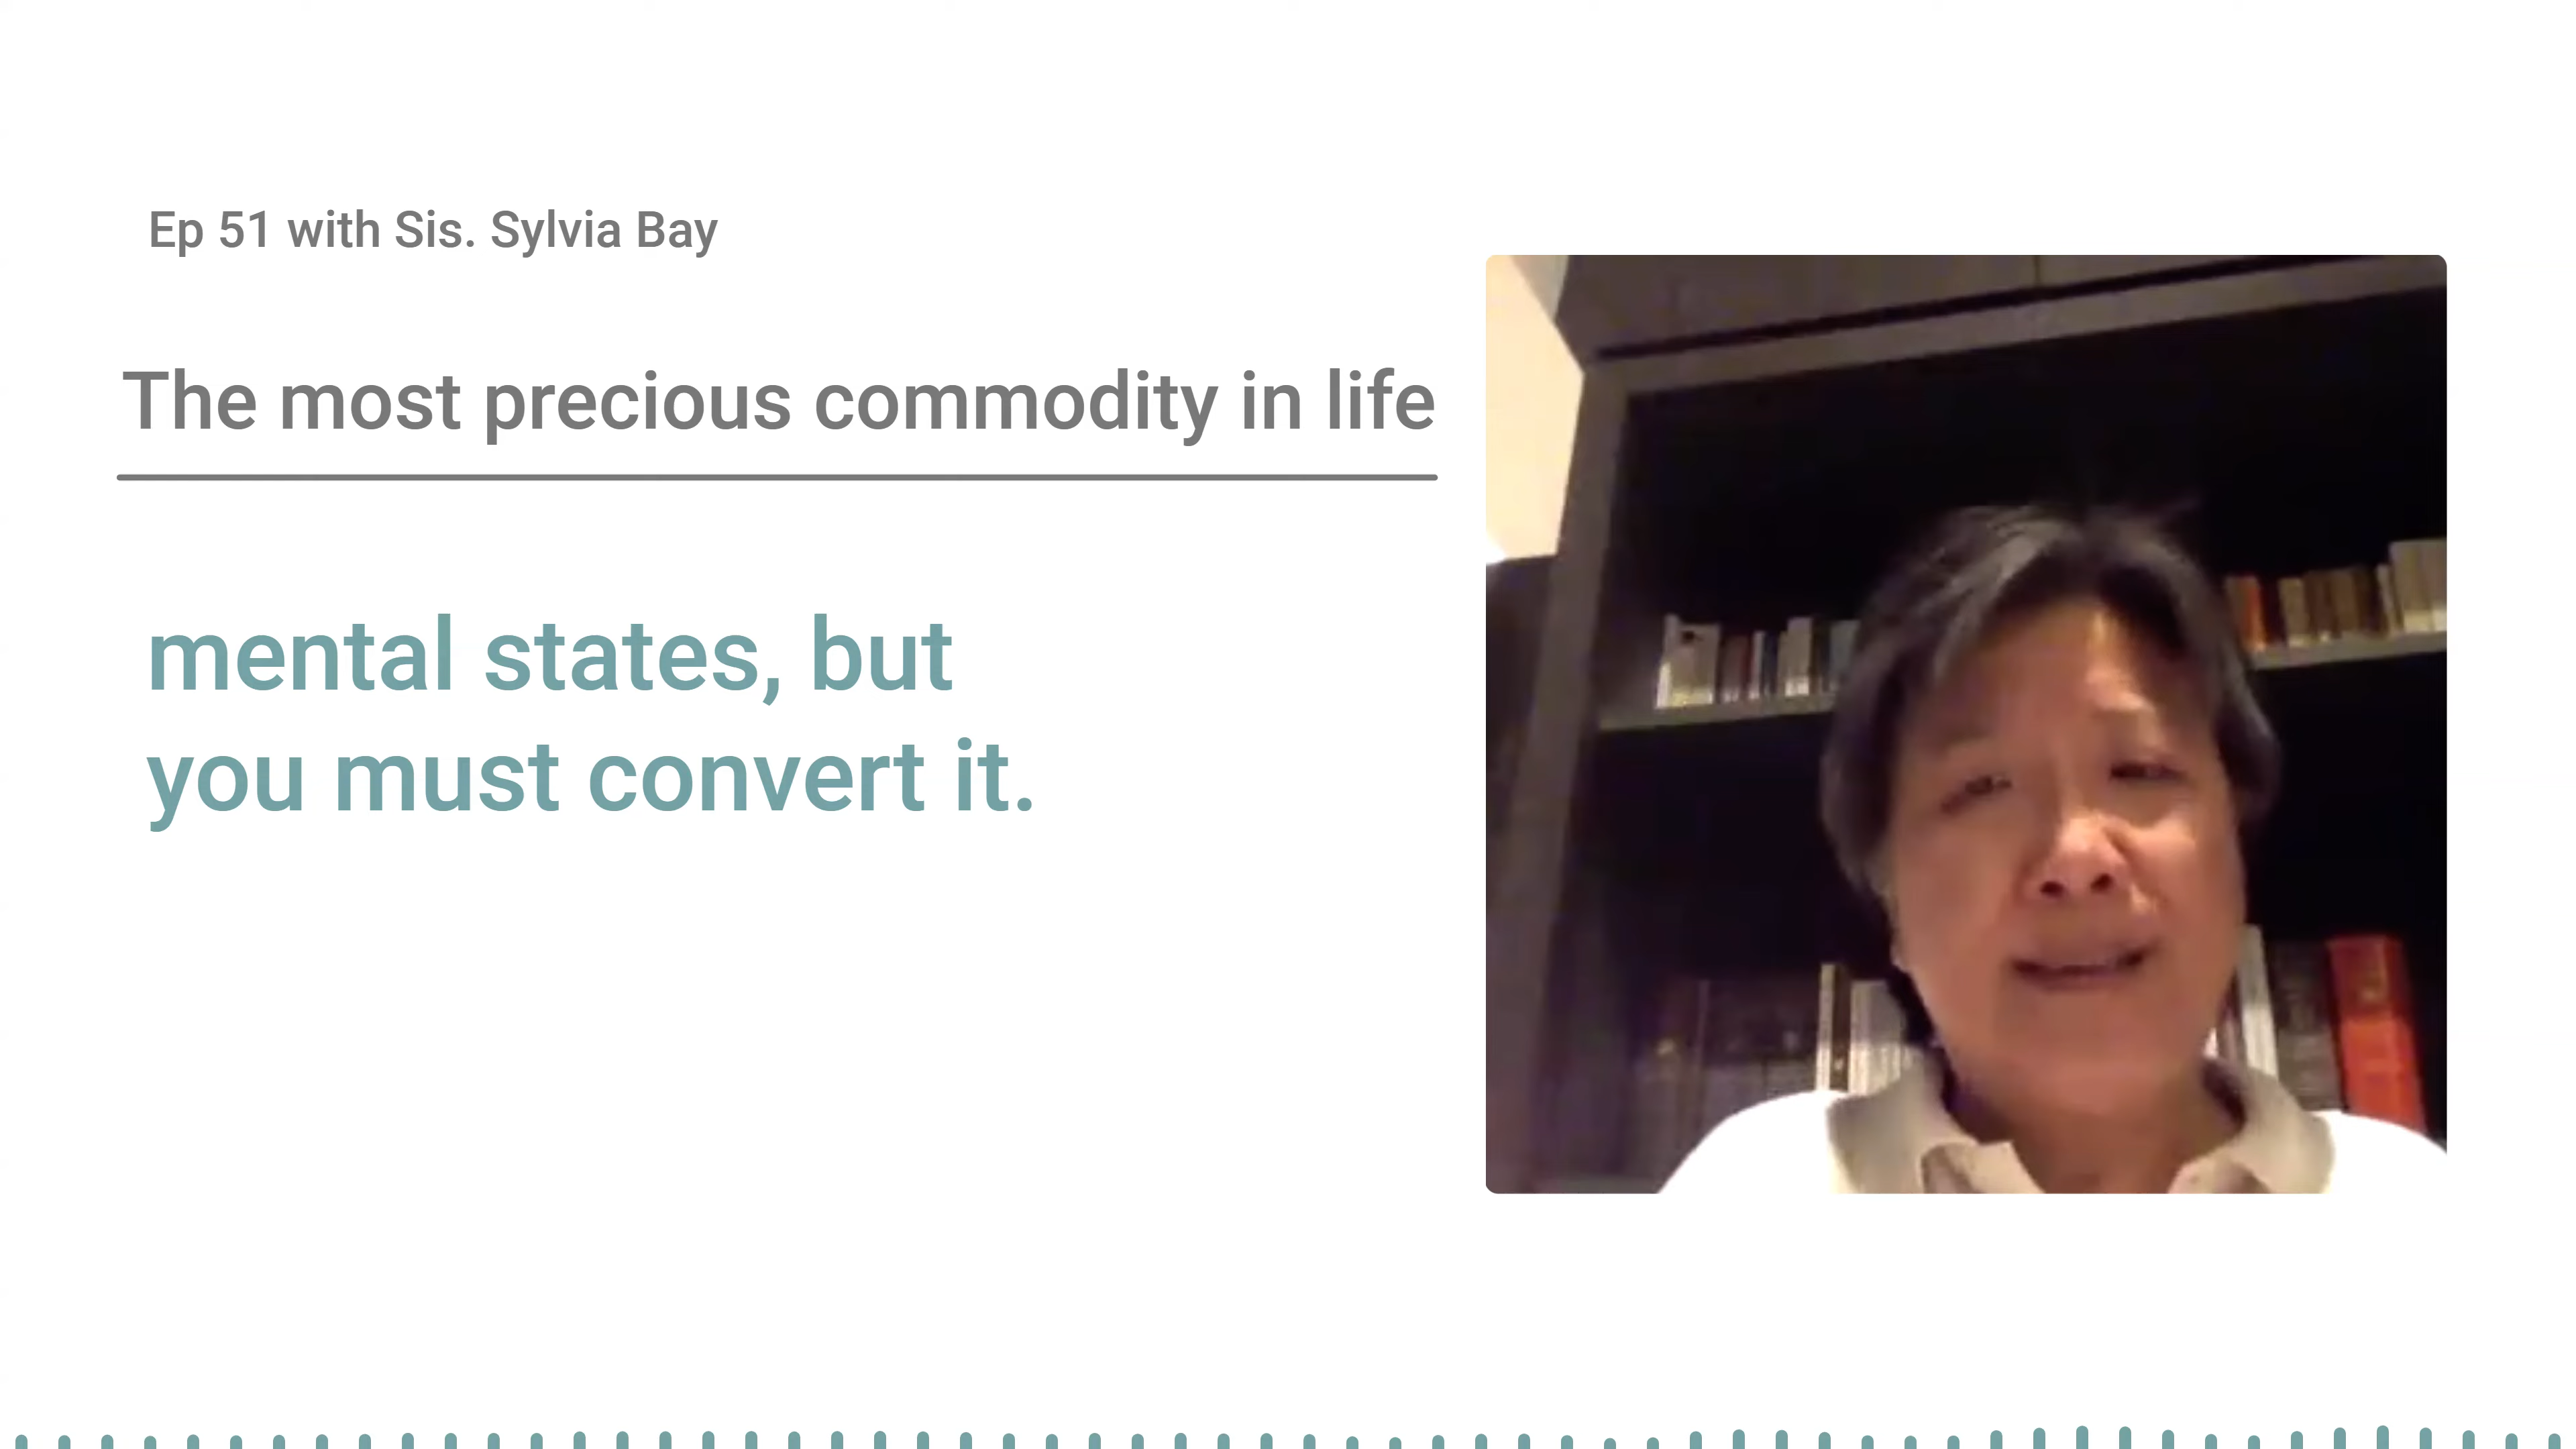 Ep 51 with Sis. Sylvia Bay
The most precious commodity in life
mental states, but
you must convert it.